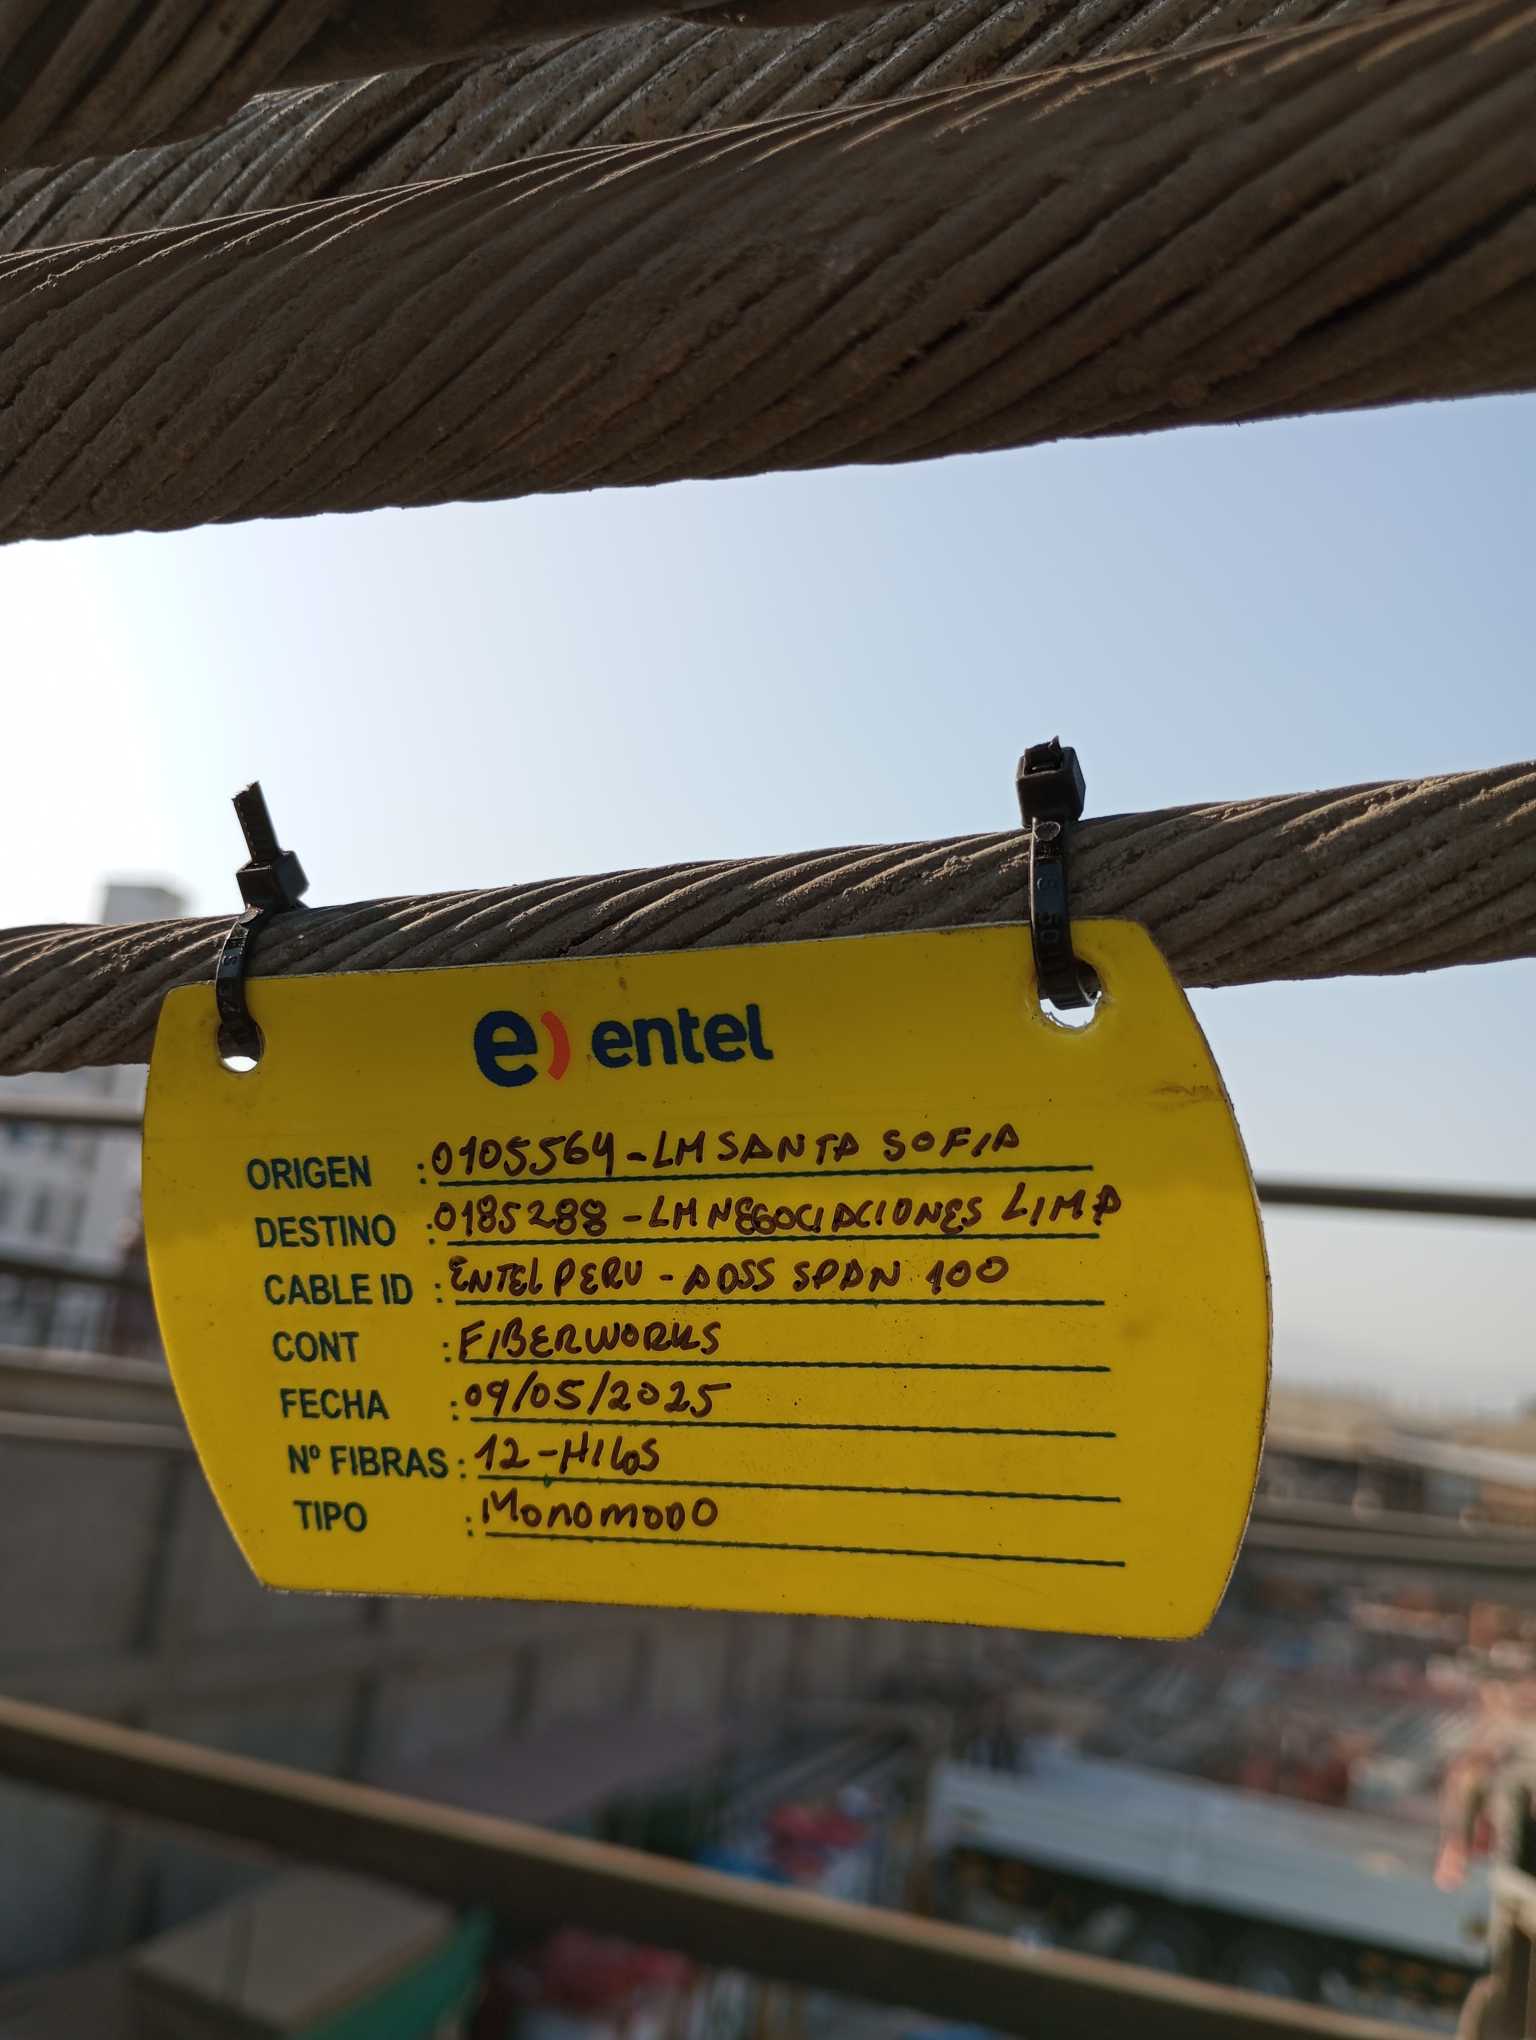 e) entel
ORIGEN : 0105564 - LM SANTA SOFIA
DESTINO : 0185288 - LM NEGOCIACIONES LIMA
CABLE ID : ENTEL PERU - ADSS SPAN 100
CONT : FIBERWORKS
FECHA : 09/05/2025
Nº FIBRAS : 12 - HILOS
TIPO : MONOMODO